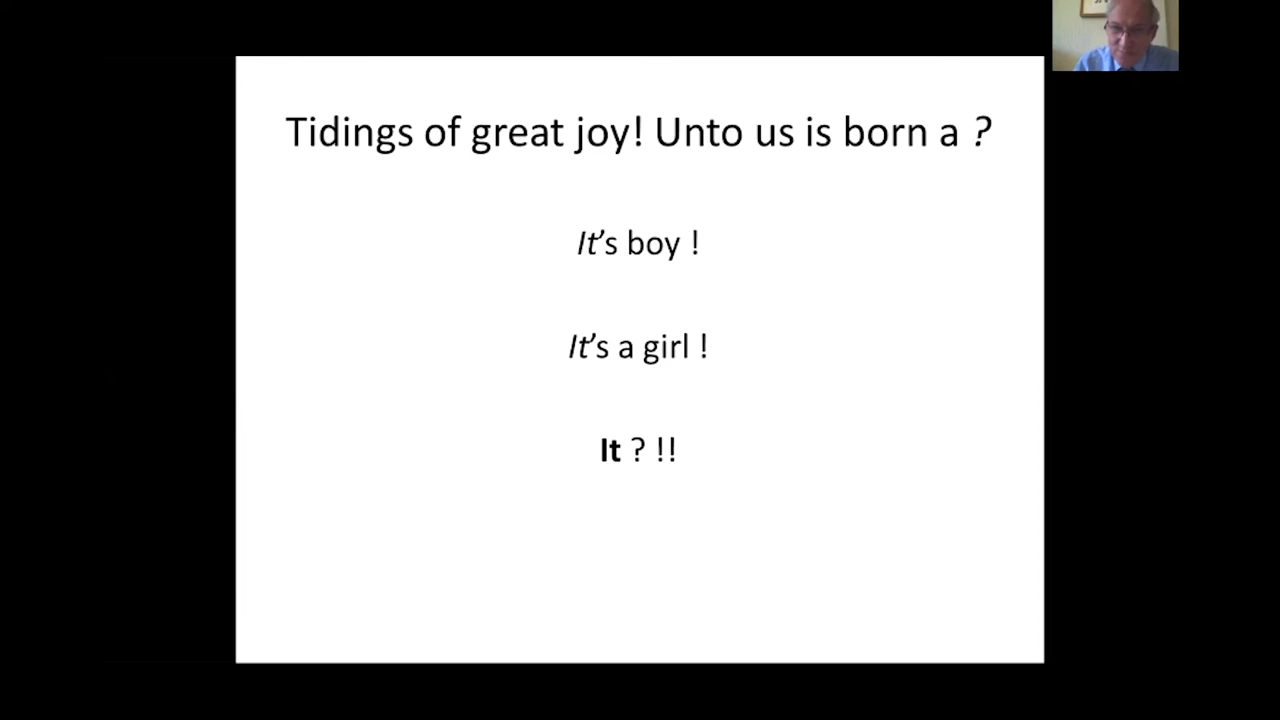 Tidings of great joy! Unto us is born a ?
It's boy !
It's a girl !
It ? !!